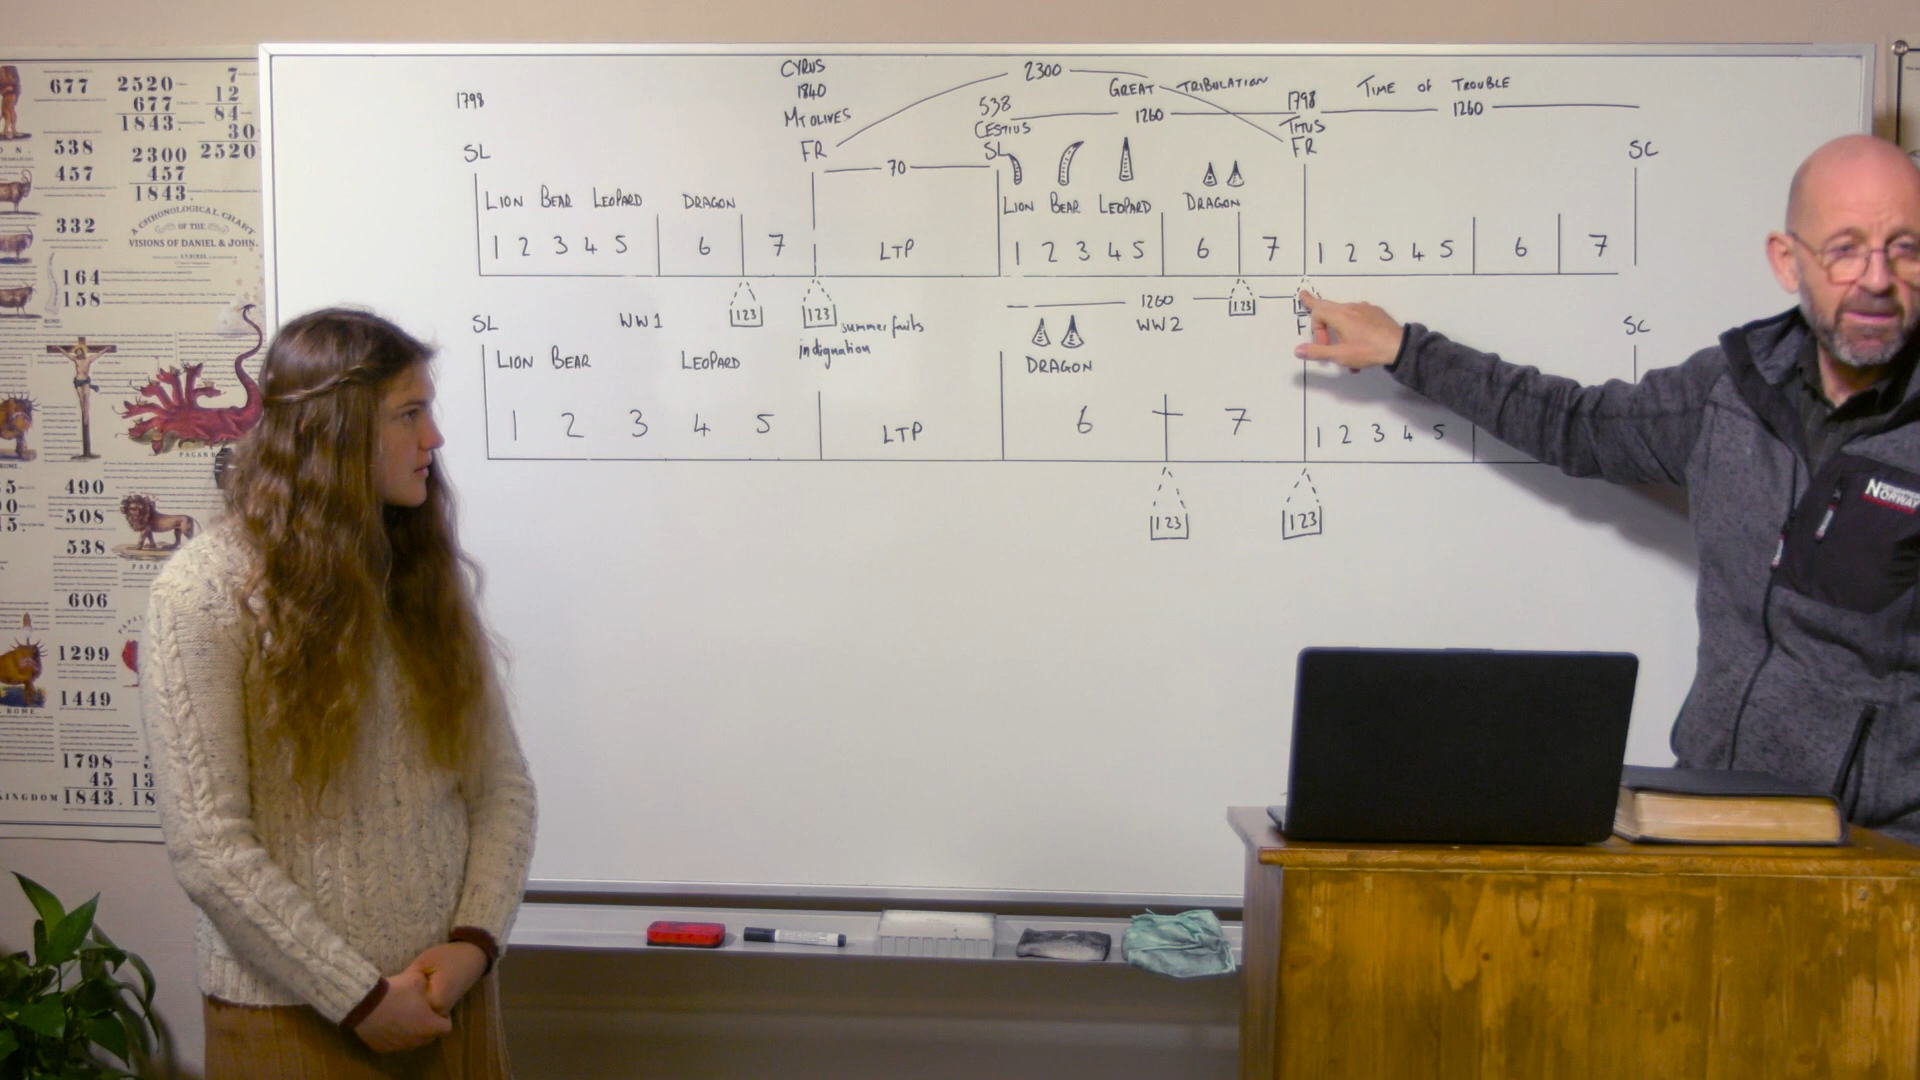 677
2520
677
1843.
7
12
84
30
2520
538
457
2300
457
1843.
332
A CHRONOLOGICAL CHART
OF THE
VISIONS OF DANIEL & JOHN.
164
158
490
508
538
606
1299
1449
1798
45
1843.
CYRUS
1840
MT OLIVES
2300
GREAT TRIBULATION
TIME OF TROUBLE
1798
538
CESTIUS
1260
1798
TITUS
1260
SL
FR
70
SL
FR
SC
LION BEAR LEOPARD DRAGON
LION BEAR LEOPARD DRAGON
1 2 3 4 5 6 7 LTP 1 2 3 4 5 6 7 1 2 3 4 5 6 7
1260
SL
WW1
123
123
summer fruits
indignation
WW2
123
SC
LION BEAR LEOPARD DRAGON
1 2 3 4 5 LTP 6 7 1 2 3 4 5
123
123
NORWAY